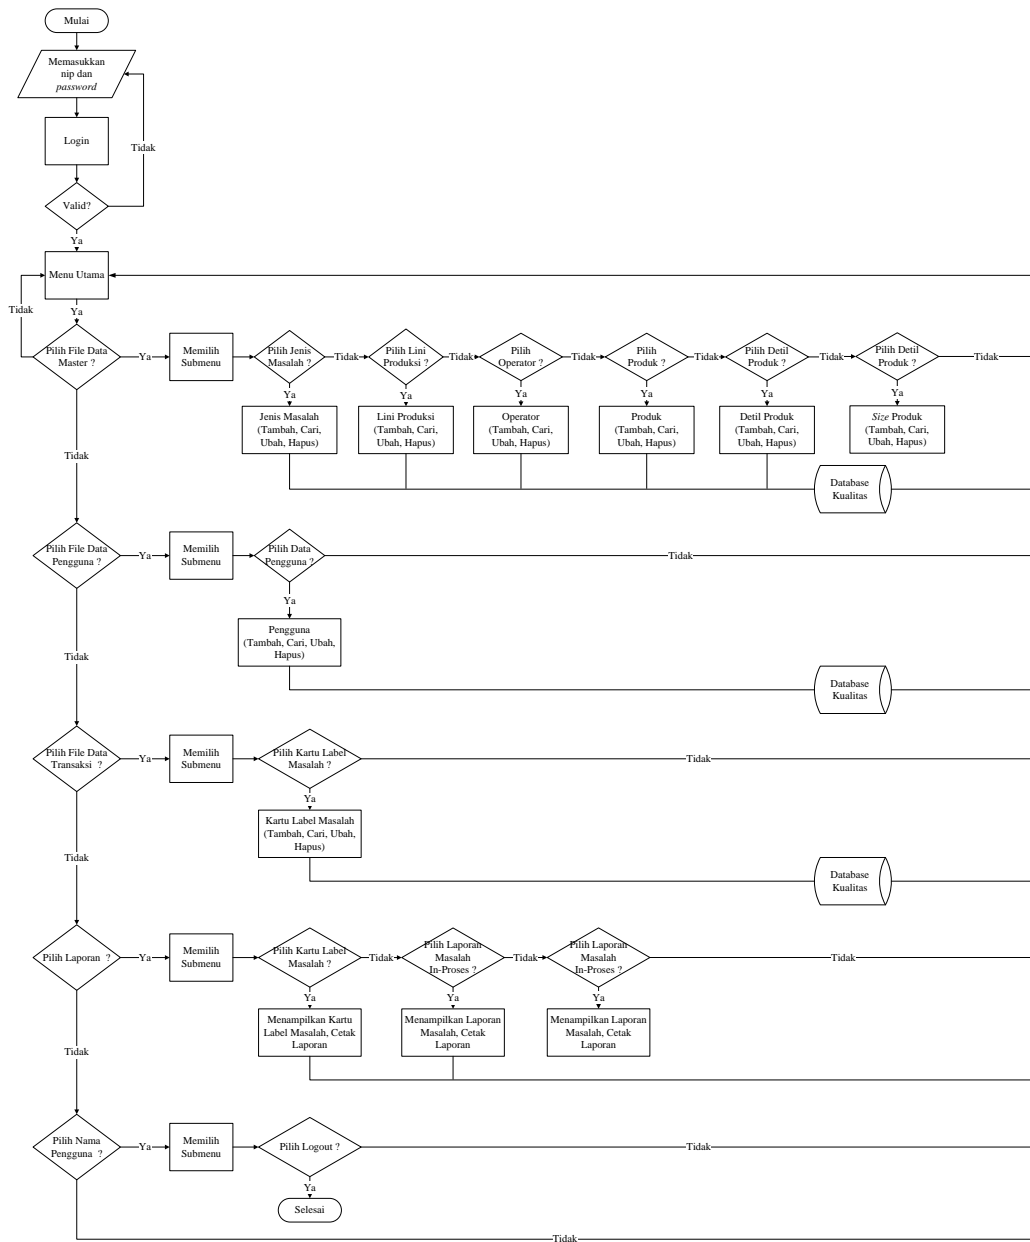 Mulai
Memasukkan
nip dan
password
Login
Tidak
Valid?
Ya
Menu Utama
Tidak
Ya
Pilih File Data
Master ?
Ya
Memilih
Submenu
Pilih Jenis
Masalah ?
Tidak
Pilih Lini
Produksi ?
Tidak
Pilih
Operator ?
Tidak
Pilih
Produk ?
Tidak
Pilih Detil
Produk ?
Tidak
Pilih Detil
Produk ?
Tidak
Ya
Ya
Ya
Ya
Ya
Ya
Jenis Masalah
(Tambah, Cari,
Ubah, Hapus)
Lini Produksi
(Tambah, Cari,
Ubah, Hapus)
Operator
(Tambah, Cari,
Ubah, Hapus)
Produk
(Tambah, Cari,
Ubah, Hapus)
Detil Produk
(Tambah, Cari,
Ubah, Hapus)
Size Produk
(Tambah, Cari,
Ubah, Hapus)
Tidak
Database
Kualitas
Pilih File Data
Pengguna ?
Ya
Memilih
Submenu
Pilih Data
Pengguna ?
Tidak
Ya
Pengguna
(Tambah, Cari, Ubah,
Hapus)
Tidak
Database
Kualitas
Pilih File Data
Transaksi ?
Ya
Memilih
Submenu
Pilih Kartu Label
Masalah ?
Tidak
Ya
Kartu Label Masalah
(Tambah, Cari, Ubah,
Hapus)
Tidak
Database
Kualitas
Pilih Laporan ?
Ya
Memilih
Submenu
Pilih Kartu Label
Masalah ?
Tidak
Pilih Laporan
Masalah
In-Proses ?
Tidak
Pilih Laporan
Masalah
In-Proses ?
Tidak
Ya
Ya
Ya
Menampilkan Kartu
Label Masalah, Cetak
Laporan
Menampilkan Laporan
Masalah, Cetak
Laporan
Menampilkan Laporan
Masalah, Cetak
Laporan
Tidak
Pilih Nama
Pengguna ?
Ya
Memilih
Submenu
Pilih Logout ?
Tidak
Ya
Selesai
Tidak